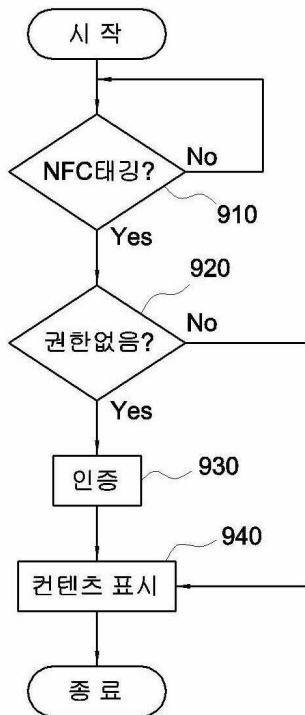 시 작
NFC태깅?
No
910
Yes
920
권한없음?
No
Yes
인증
930
940
컨텐츠 표시
종 료